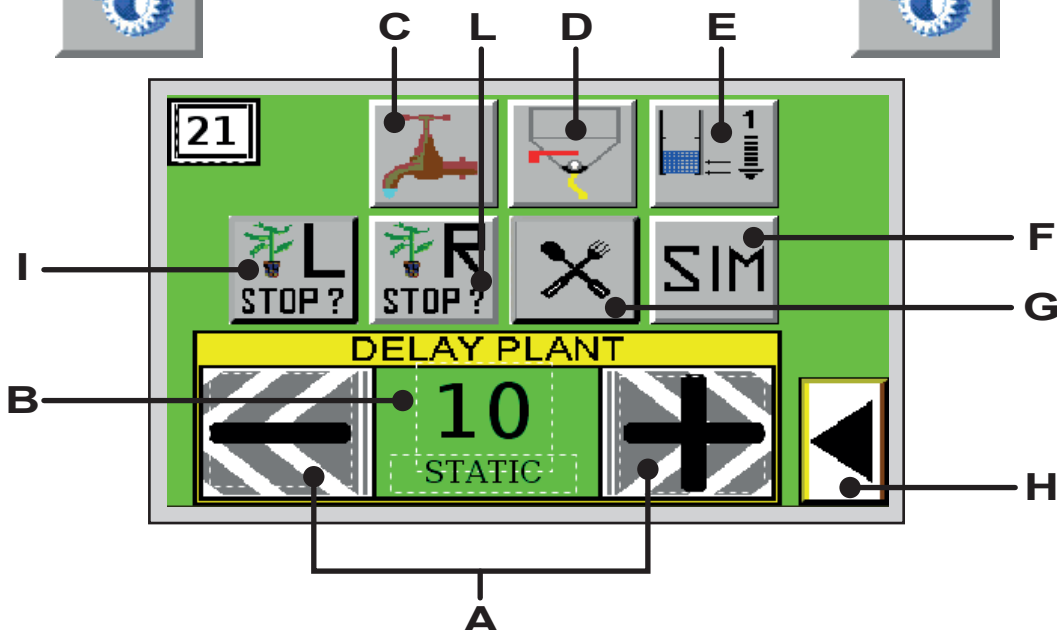 C L D E
21
1
F
I
L R SIM
STOP? STOP?
G
DELAY PLANT
B
10
STATIC
H
A